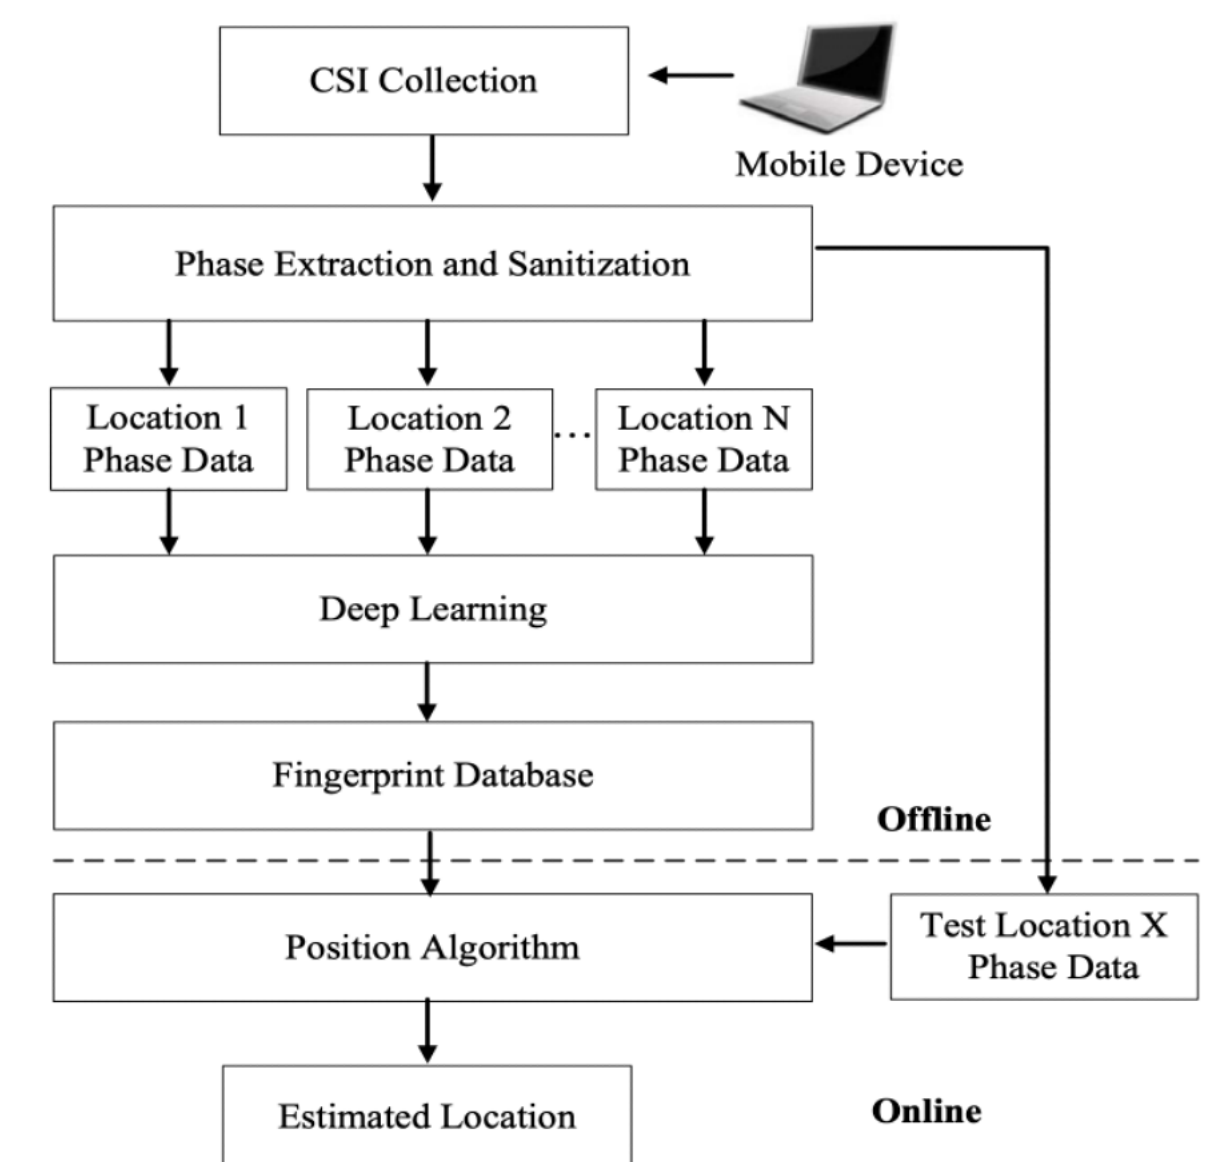 CSI Collection
Mobile Device
Phase Extraction and Sanitization
Location 1
Phase Data
Location 2
Phase Data
...
Location N
Phase Data
Deep Learning
Fingerprint Database
Offline
Position Algorithm
Test Location X
Phase Data
Estimated Location
Online